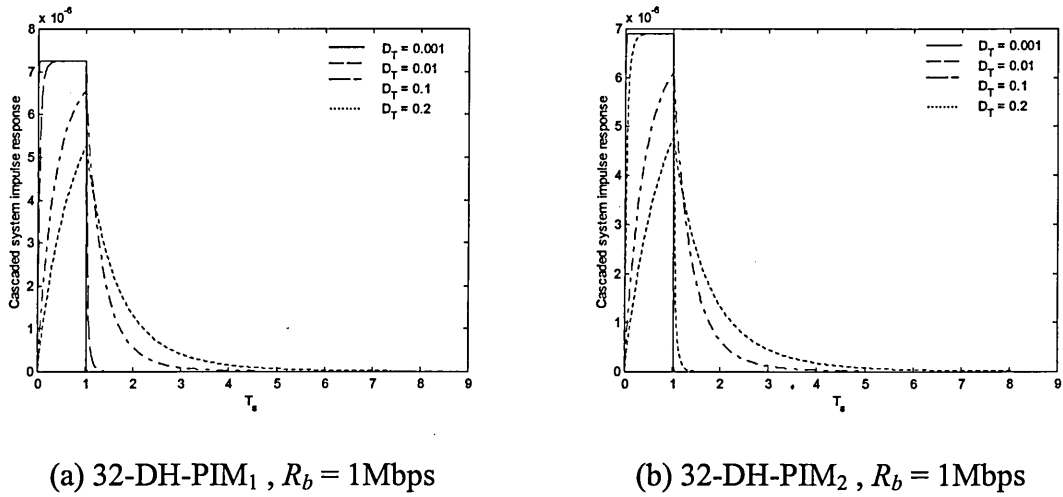 x 10⁻⁶
8
7
6
5
4
3
2
1
0
Cascaded system impulse response
D_T = 0.001
D_T = 0.01
D_T = 0.1
D_T = 0.2
0 1 2 3 4 5 6 7 8 9
T_s
(a) 32-DH-PIM₁ , R_b = 1Mbps
x 10⁻⁶
7
6
5
4
3
2
1
0
Cascaded system impulse response
D_T = 0.001
D_T = 0.01
D_T = 0.1
D_T = 0.2
0 1 2 3 4 5 6 7 8 9
T_s
(b) 32-DH-PIM₂ , R_b = 1Mbps